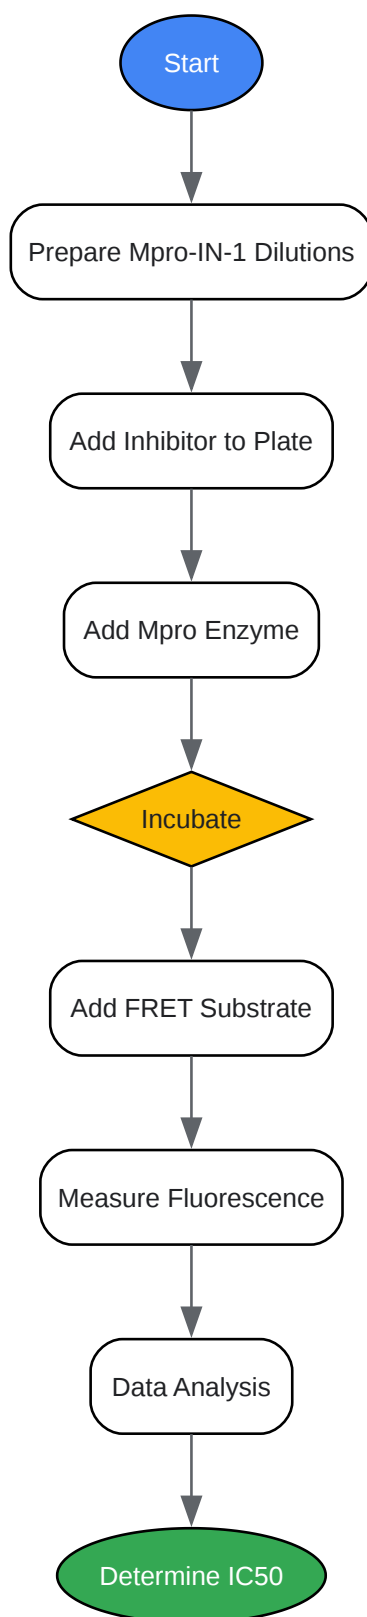 Start
Prepare Mpro-IN-1 Dilutions
Add Inhibitor to Plate
Add Mpro Enzyme
Incubate
Add FRET Substrate
Measure Fluorescence
Data Analysis
Determine IC50